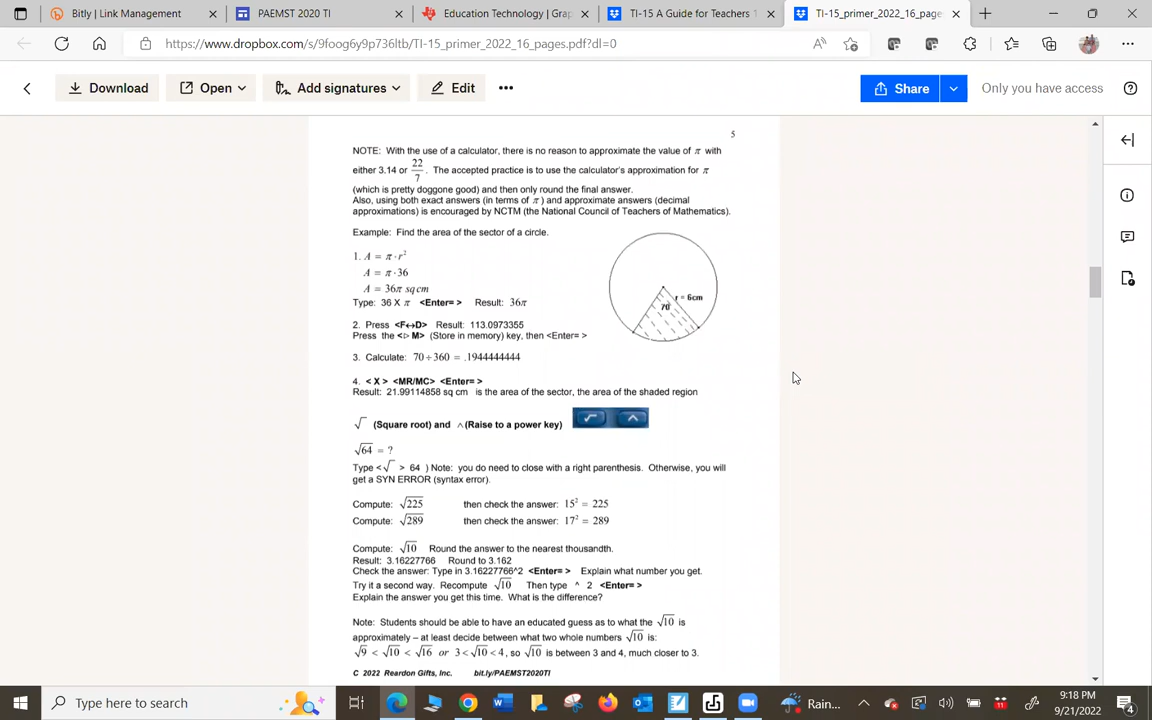 Bitly | Link Management
PAEMST 2020 TI
Education Technology | Grap
TI-15 A Guide for Teachers T
TI-15_primer_2022_16_pages
https://www.dropbox.com/s/9foog6y9p736ltb/TI-15_primer_2022_16_pages.pdf?dl=0
Download
Open
Add signatures
Edit
Share
Only you have access
5
NOTE: With the use of a calculator, there is no reason to approximate the value of π with
either 3.14 or 22/7. The accepted practice is to use the calculator's approximation for π
(which is pretty doggone good) and then only round the final answer.
Also, using both exact answers (in terms of π) and approximate answers (decimal
approximations) is encouraged by NCTM (the National Council of Teachers of Mathematics).
Example: Find the area of the sector of a circle.
1. A = π·r²
A = π·36
A = 36π sq cm
Type: 36 X π <Enter= > Result: 36π
r = 6cm
70
2. Press <F↔D> Result: 113.0973355
Press the <▷ M> (Store in memory) key, then <Enter= >
3. Calculate: 70÷360 = .1944444444
4. < X > <MR/MC> <Enter= >
Result: 21.99114858 sq cm is the area of the sector, the area of the shaded region
√ (Square root) and ^ (Raise to a power key)
√64 = ?
Type <√ > 64 ) Note: you do need to close with a right parenthesis. Otherwise, you will
get a SYN ERROR (syntax error).
Compute: √225 then check the answer: 15² = 225
Compute: √289 then check the answer: 17² = 289
Compute: √10 Round the answer to the nearest thousandth.
Result: 3.16227766 Round to 3.162
Check the answer: Type in 3.16227766^2 <Enter= > Explain what number you get.
Try it a second way. Recompute √10 Then type ^ 2 <Enter= >
Explain the answer you get this time. What is the difference?
Note: Students should be able to have an educated guess as to what the √10 is
approximately – at least decide between what two whole numbers √10 is:
√9 < √10 < √16 or 3 < √10 < 4, so √10 is between 3 and 4, much closer to 3.
© 2022 Reardon Gifts, Inc. bit.ly/PAEMST2020TI
Type here to search
Rain...
9:18 PM
9/21/2022
4